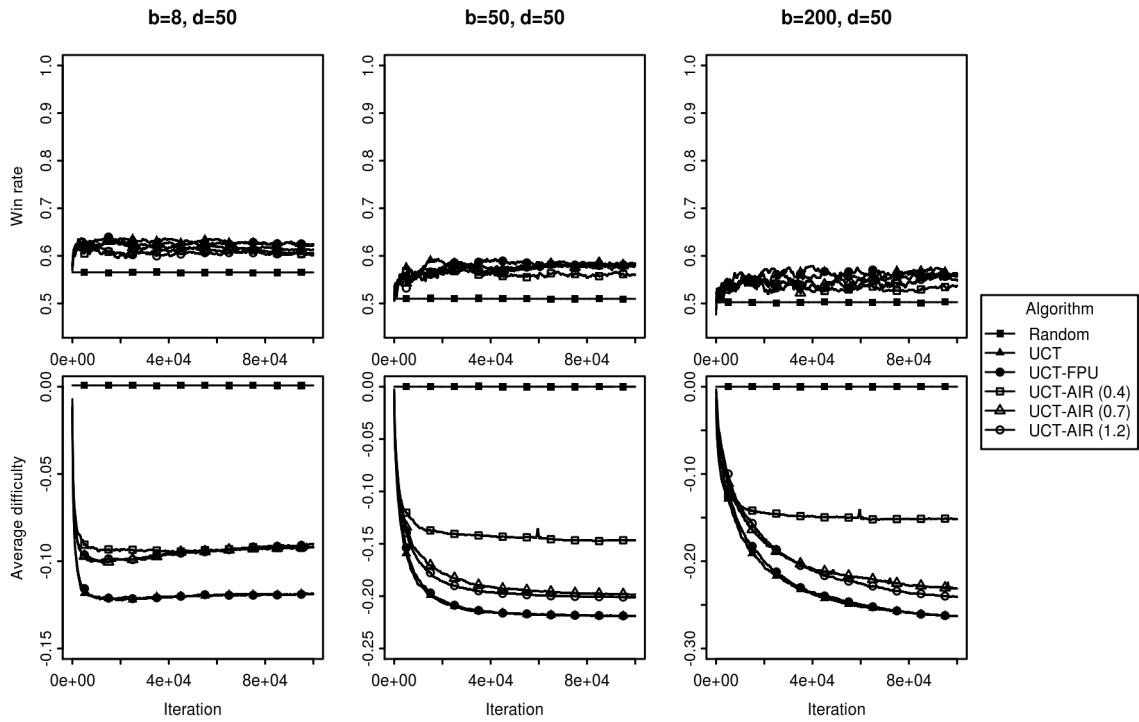 b=8, d=50
b=50, d=50
b=200, d=50
Win rate
1.0
0.9
0.8
0.7
0.6
0.5
0e+00 4e+04 8e+04
1.0
0.9
0.8
0.7
0.6
0.5
0e+00 4e+04 8e+04
1.0
0.9
0.8
0.7
0.6
0.5
0e+00 4e+04 8e+04
Algorithm
Random
UCT
UCT-FPU
UCT-AIR (0.4)
UCT-AIR (0.7)
UCT-AIR (1.2)
Average difficulty
0.00
-0.05
-0.10
-0.15
0e+00 4e+04 8e+04
Iteration
0.00
-0.05
-0.10
-0.15
-0.20
-0.25
0e+00 4e+04 8e+04
Iteration
0.00
-0.10
-0.20
-0.30
0e+00 4e+04 8e+04
Iteration